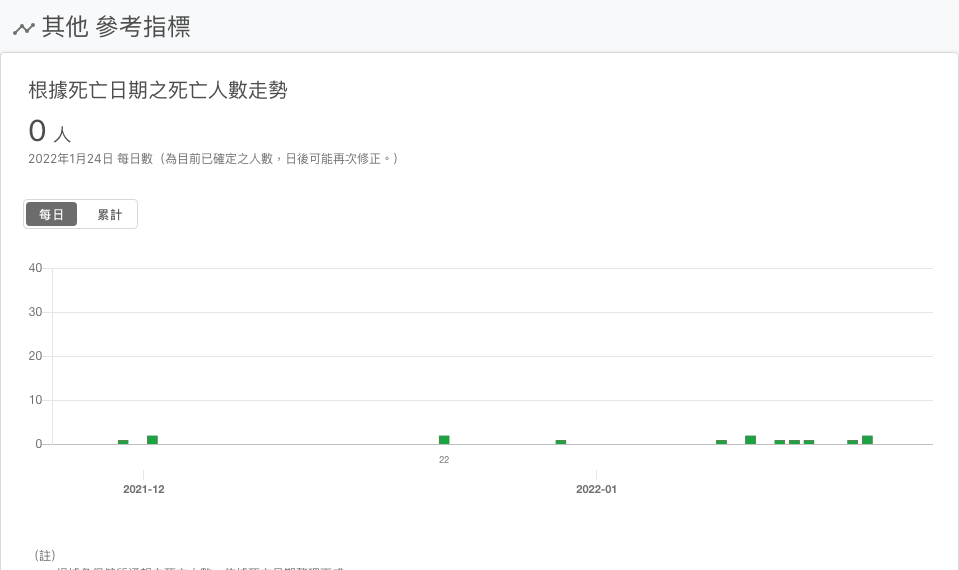 其他 參考指標
根據死亡日期之死亡人數走勢
0 人
2022年1月24日 每日數（為目前已確定之人數，日後可能再次修正。）
每日 累計
40
30
20
10
0
22
2021-12 2022-01
（註）